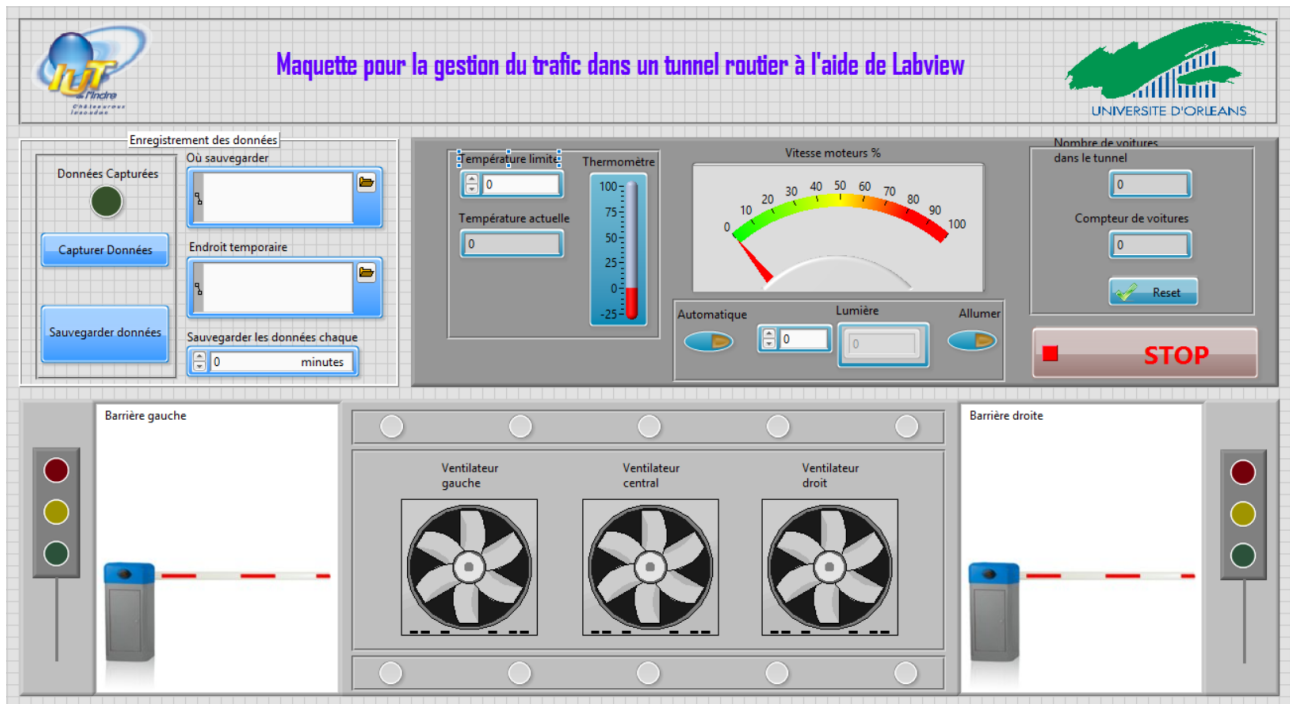 Maquette pour la gestion du trafic dans un tunnel routier à l'aide de Labview
iUT
de l'Indre
Châteauroux
Issoudun
UNIVERSITE D'ORLEANS
Enregistrement des données
Données Capturées
Capturer Données
Sauvegarder données
Où sauvegarder
Endroit temporaire
Sauvegarder les données chaque
0 minutes
Température limite
0
Température actuelle
0
Thermomètre
100
75
50
25
0
-25
Vitesse moteurs %
0
10
20
30
40
50
60
70
80
90
100
Automatique
0
Lumière
0
Allumer
Nombre de voitures
dans le tunnel
0
Compteur de voitures
0
Reset
STOP
Barrière gauche
Ventilateur
gauche
Ventilateur
central
Ventilateur
droit
Barrière droite